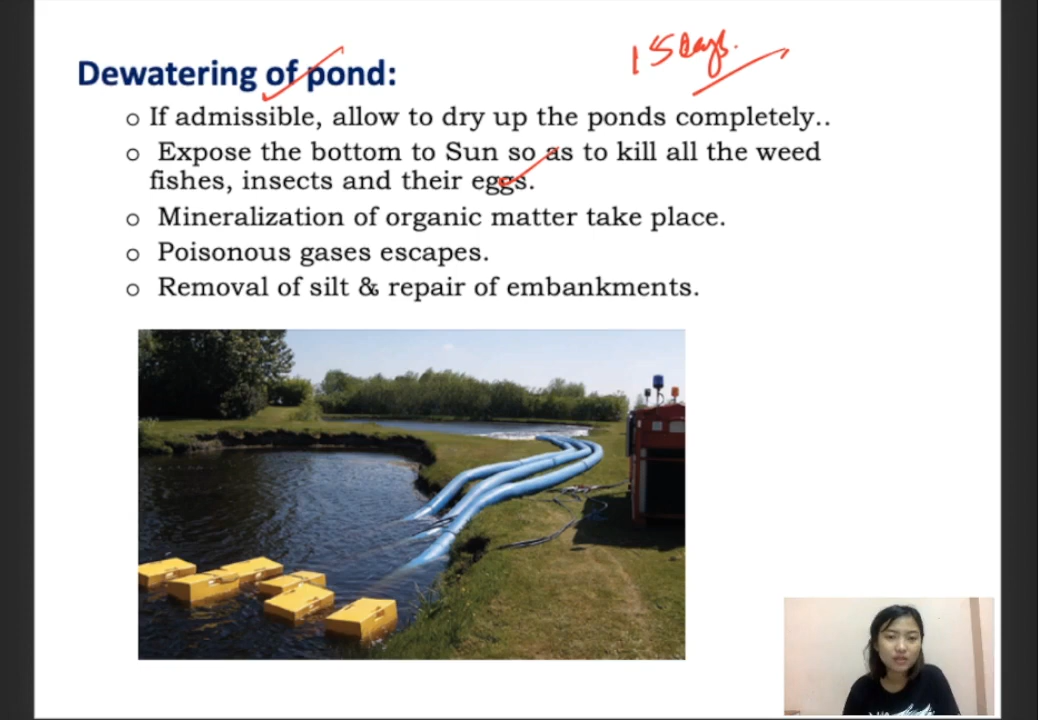 15 days.
Dewatering of pond:
o If admissible, allow to dry up the ponds completely..
o Expose the bottom to Sun so as to kill all the weed
fishes, insects and their eggs.
o Mineralization of organic matter take place.
o Poisonous gases escapes.
o Removal of silt & repair of embankments.